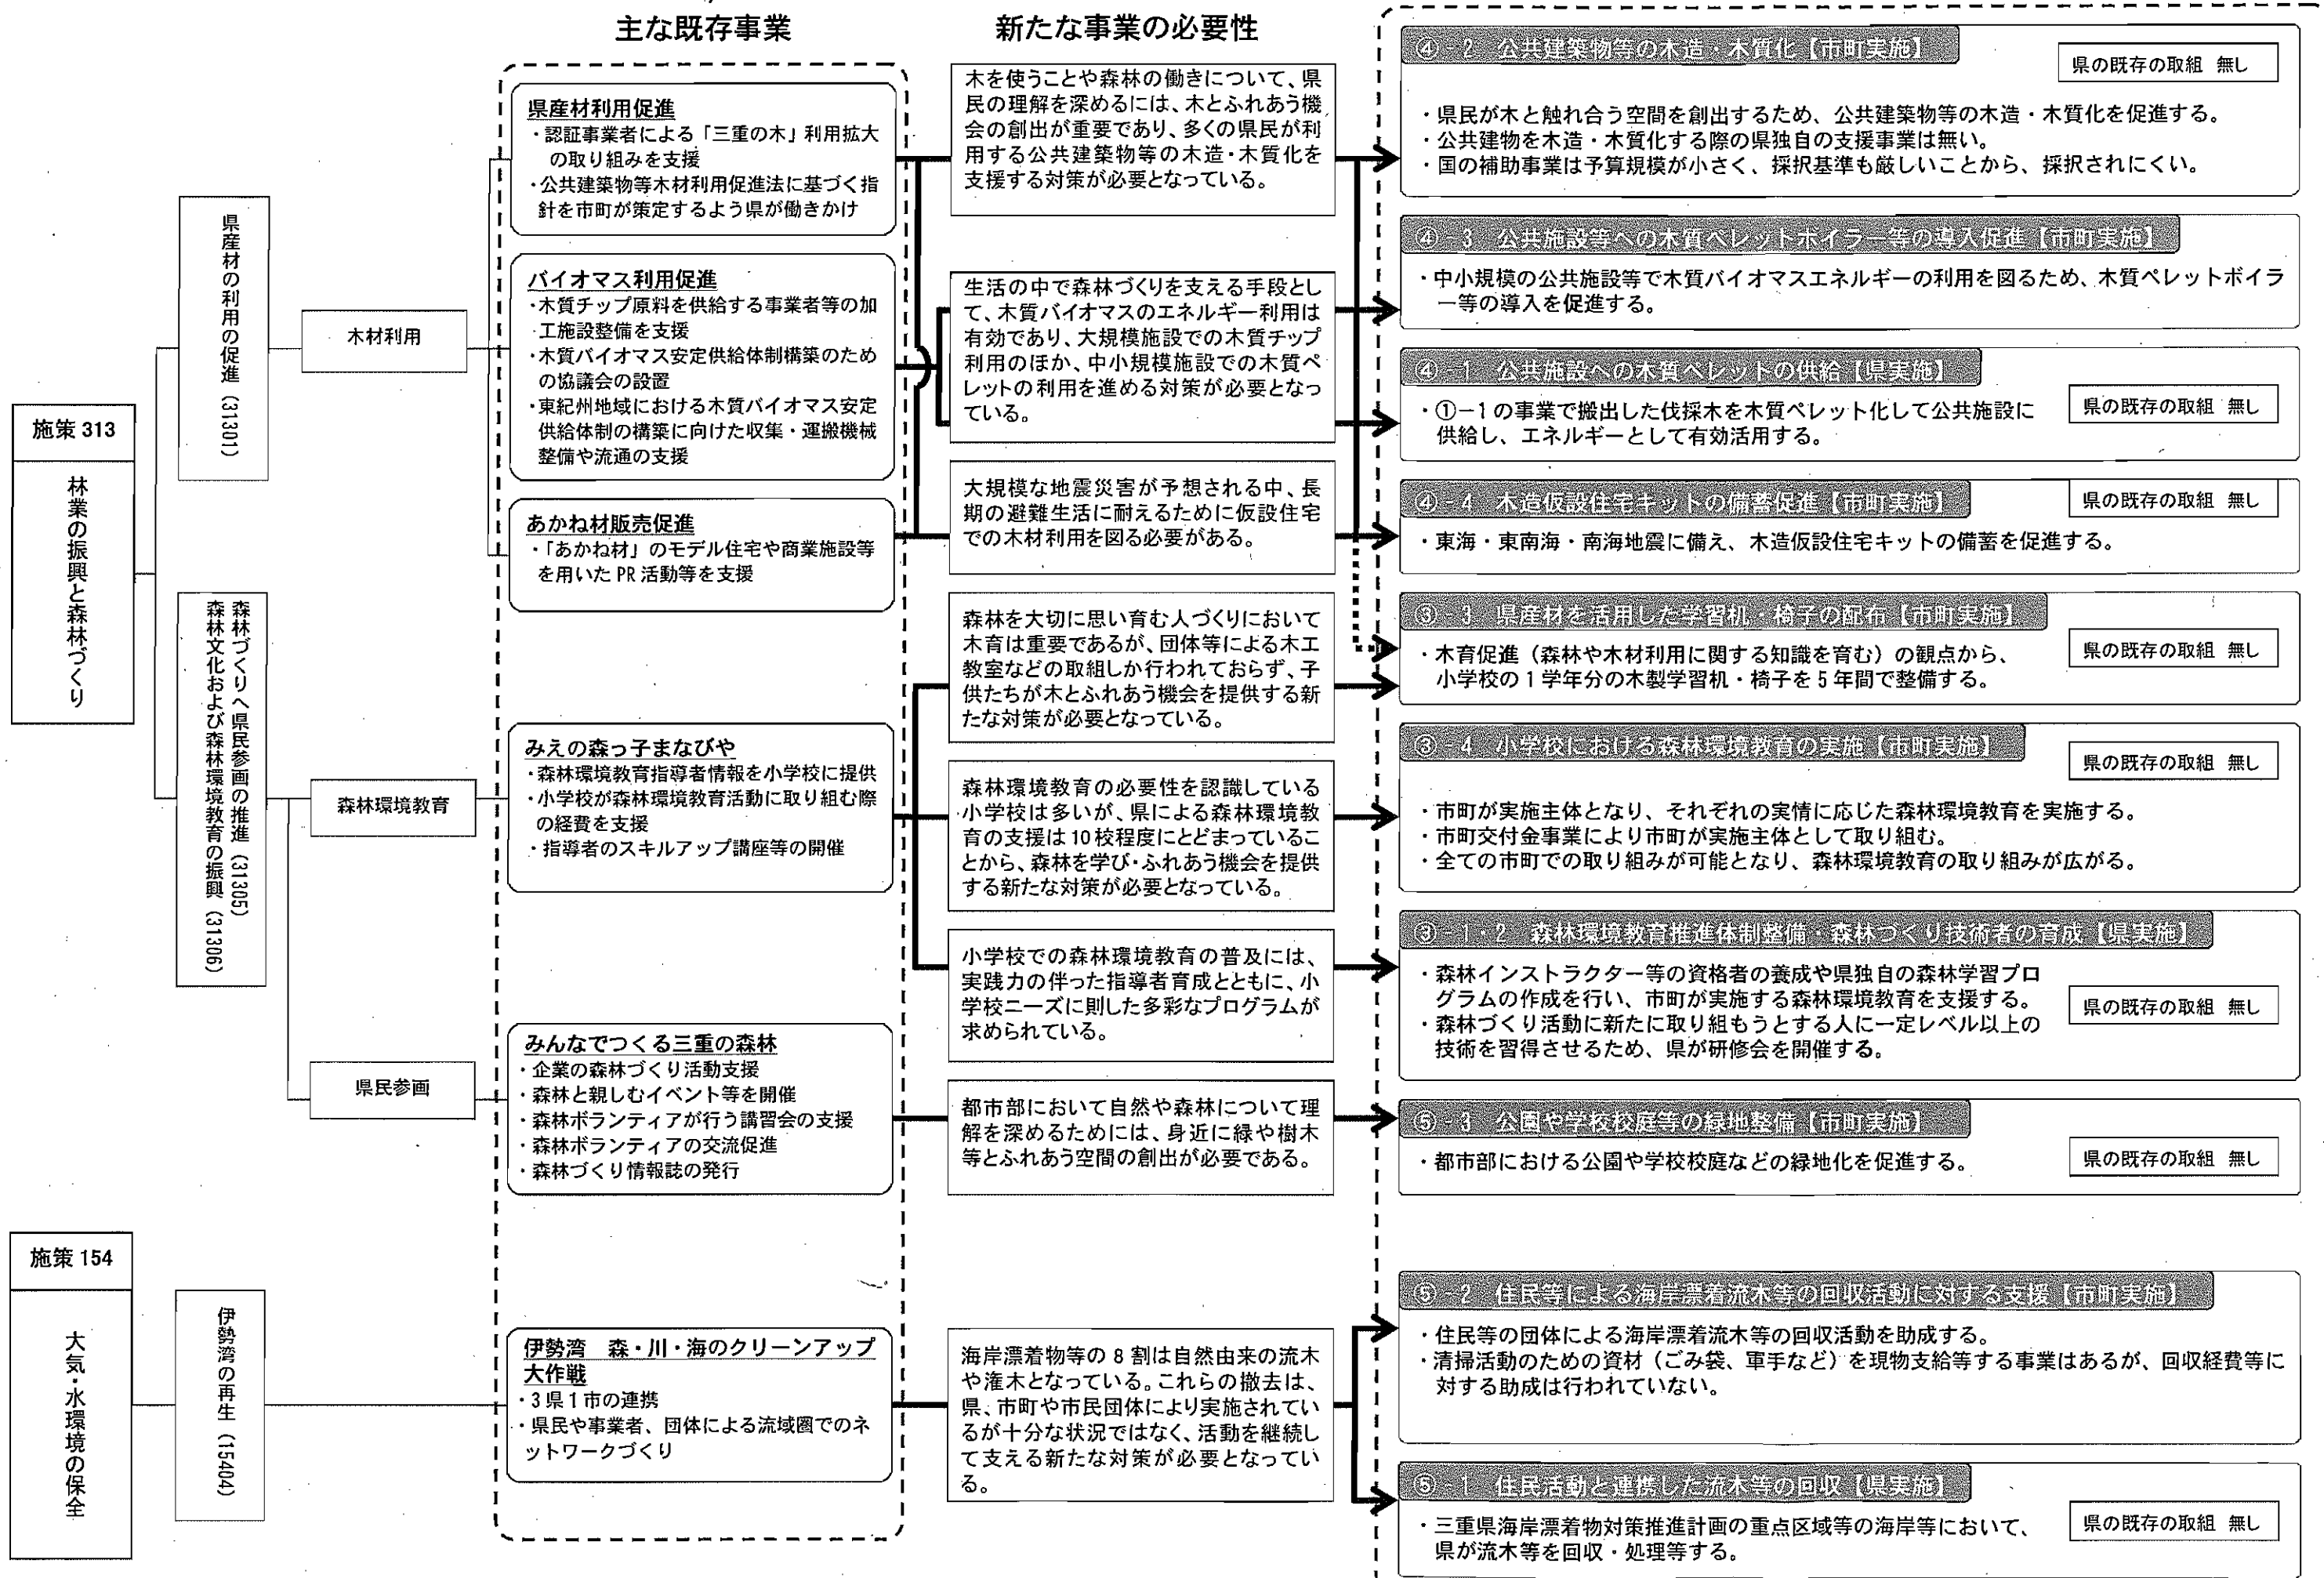 主な既存事業
新たな事業の必要性
施策 313
林業の振興と森林づくり
県産材の利用の促進（31301）
木材利用
森林づくりへ県民参画の推進（31305）
森林文化および森林環境教育の振興（31306）
森林環境教育
県民参画
施策 154
大気・水環境の保全
伊勢湾の再生（15404）
県産材利用促進
・認証事業者による「三重の木」利用拡大
の取り組みを支援
・公共建築物等木材利用促進法に基づく指
針を市町が策定するよう県が働きかけ
バイオマス利用促進
・木質チップ原料を供給する事業者等の加
工施設整備を支援
・木質バイオマス安定供給体制構築のため
の協議会の設置
・東紀州地域における木質バイオマス安定
供給体制の構築に向けた収集・運搬機械
整備や流通の支援
あかね材販売促進
・「あかね材」のモデル住宅や商業施設等
を用いた PR 活動等を支援
みえの森っ子まなびや
・森林環境教育指導者情報を小学校に提供
・小学校が森林環境教育活動に取り組む際
の経費を支援
・指導者のスキルアップ講座等の開催
みんなでつくる三重の森林
・企業の森林づくり活動支援
・森林と親しむイベント等を開催
・森林ボランティアが行う講習会の支援
・森林ボランティアの交流促進
・森林づくり情報誌の発行
伊勢湾　森・川・海のクリーンアップ
大作戦
・3 県 1 市の連携
・県民や事業者、団体による流域圏でのネ
ットワークづくり
木を使うことや森林の働きについて、県
民の理解を深めるには、木とふれあう機
会の創出が重要であり、多くの県民が利
用する公共建築物等の木造・木質化を
支援する対策が必要となっている。
生活の中で森林づくりを支える手段とし
て、木質バイオマスのエネルギー利用は
有効であり、大規模施設での木質チップ
利用のほか、中小規模施設での木質ペ
レットの利用を進める対策が必要となっ
ている。
大規模な地震災害が予想される中、長
期の避難生活に耐えるために仮設住宅
での木材利用を図る必要がある。
森林を大切に思い育む人づくりにおいて
木育は重要であるが、団体等による木工
教室などの取組しか行われておらず、子
供たちが木とふれあう機会を提供する新
たな対策が必要となっている。
森林環境教育の必要性を認識している
小学校は多いが、県による森林環境教
育の支援は 10 校程度にとどまっているこ
とから、森林を学び・ふれあう機会を提供
する新たな対策が必要となっている。
小学校での森林環境教育の普及には、
実践力の伴った指導者育成とともに、小
学校ニーズに則した多彩なプログラムが
求められている。
都市部において自然や森林について理
解を深めるためには、身近に緑や樹木
等とふれあう空間の創出が必要である。
海岸漂着物等の 8 割は自然由来の流木
や潅木となっている。これらの撤去は、
県、市町や市民団体により実施されてい
るが十分な状況ではなく、活動を継続し
て支える新たな対策が必要となってい
る。
④-2　公共建築物等の木造・木質化【市町実施】
県の既存の取組 無し
・県民が木と触れ合う空間を創出するため、公共建築物等の木造・木質化を促進する。
・公共建物を木造・木質化する際の県独自の支援事業は無い。
・国の補助事業は予算規模が小さく、採択基準も厳しいことから、採択されにくい。
④-3　公共施設等への木質ペレットボイラー等の導入促進【市町実施】
・中小規模の公共施設等で木質バイオマスエネルギーの利用を図るため、木質ペレットボイラ
ー等の導入を促進する。
④-1　公共施設への木質ペレットの供給【県実施】
県の既存の取組 無し
・①－1 の事業で搬出した伐採木を木質ペレット化して公共施設に
供給し、エネルギーとして有効活用する。
④-4　木造仮設住宅キットの備蓄促進【市町実施】
県の既存の取組 無し
・東海・東南海・南海地震に備え、木造仮設住宅キットの備蓄を促進する。
③-3　県産材を活用した学習机・椅子の配布【市町実施】
県の既存の取組 無し
・木育促進（森林や木材利用に関する知識を育む）の観点から、
小学校の 1 学年分の木製学習机・椅子を 5 年間で整備する。
③-4　小学校における森林環境教育の実施【市町実施】
県の既存の取組 無し
・市町が実施主体となり、それぞれの実情に応じた森林環境教育を実施する。
・市町交付金事業により市町が実施主体として取り組む。
・全ての市町での取り組みが可能となり、森林環境教育の取り組みが広がる。
③-1・2　森林環境教育推進体制整備・森林づくり技術者の育成【県実施】
・森林インストラクター等の資格者の養成や県独自の森林学習プロ
グラムの作成を行い、市町が実施する森林環境教育を支援する。
県の既存の取組 無し
・森林づくり活動に新たに取り組もうとする人に一定レベル以上の
技術を習得させるため、県が研修会を開催する。
⑤-3　公園や学校校庭等の緑地整備【市町実施】
・都市部における公園や学校校庭などの緑地化を促進する。
県の既存の取組 無し
⑤-2　住民等による海岸漂着流木等の回収活動に対する支援【市町実施】
・住民等の団体による海岸漂着流木等の回収活動を助成する。
・清掃活動のための資材（ごみ袋、軍手など）を現物支給等する事業はあるが、回収経費等に
対する助成は行われていない。
⑤-1　住民活動と連携した流木等の回収【県実施】
・三重県海岸漂着物対策推進計画の重点区域等の海岸等において、
県が流木等を回収・処理等する。
県の既存の取組 無し